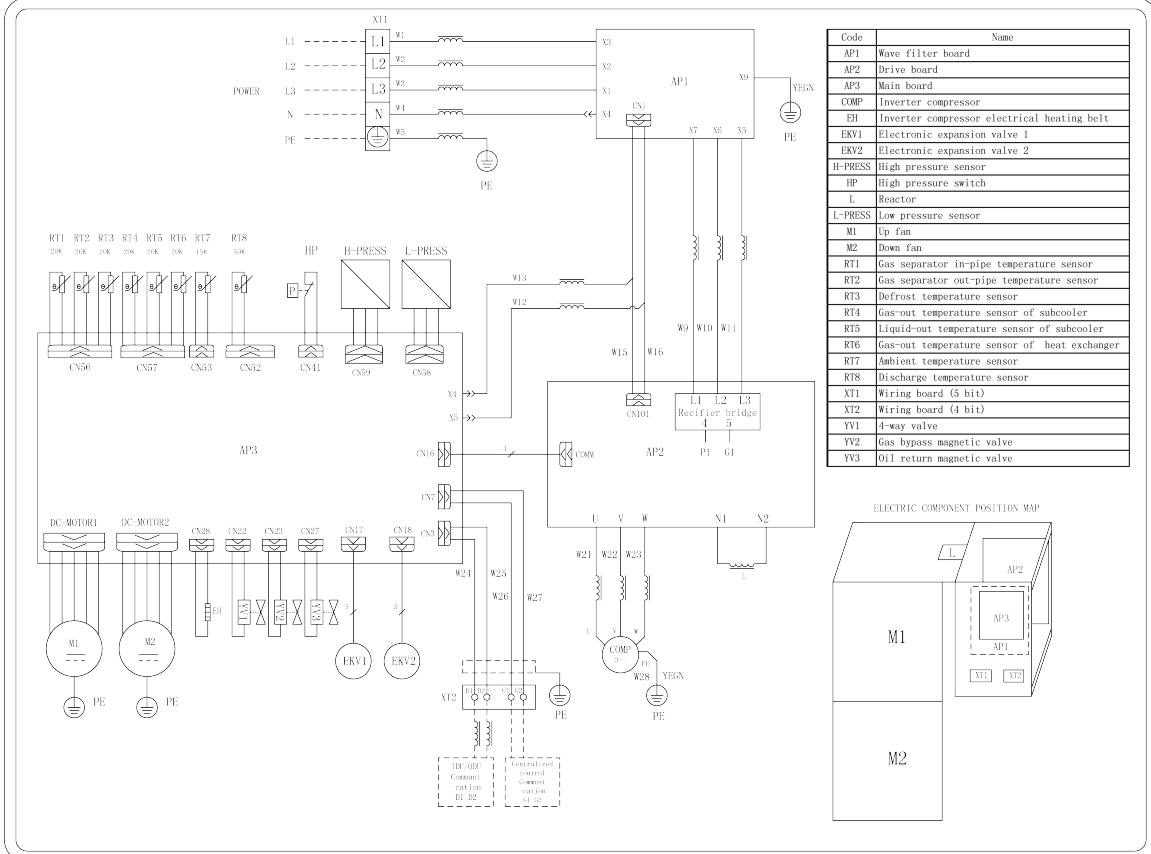 XT1
L1 L1 W1 X3
L2 L2 W2 X2
POWER L3 L3 W3 X1
N N W4 X4
PE W5
PE
AP1
X9
YEGN
PE
CN1
X7 X6 X5
Code Name
AP1 Wave filter board
AP2 Drive board
AP3 Main board
COMP Inverter compressor
EH Inverter compressor electrical heating belt
EKV1 Electronic expansion valve 1
EKV2 Electronic expansion valve 2
H-PRESS High pressure sensor
HP High pressure switch
L Reactor
L-PRESS Low pressure sensor
M1 Up fan
M2 Down fan
RT1 Gas separator in-pipe temperature sensor
RT2 Gas separator out-pipe temperature sensor
RT3 Defrost temperature sensor
RT4 Gas-out temperature sensor of subcooler
RT5 Liquid-out temperature sensor of subcooler
RT6 Gas-out temperature sensor of heat exchanger
RT7 Ambient temperature sensor
RT8 Discharge temperature sensor
XT1 Wiring board (5 bit)
XT2 Wiring board (4 bit)
YV1 4-way valve
YV2 Gas bypass magnetic valve
YV3 Oil return magnetic valve
RT1 RT2 RT3 RT4 RT5 RT6 RT7 RT8
20K 20K 20K 20K 20K 20K 15K 50K
HP H-PRESS L-PRESS
θ θ θ θ θ θ θ θ
P
CN56 CN57 CN53 CN52 CN41 CN59 CN58
W13
W12
W15 W16
W9 W10 W11
X4
X5
AP3
CN16
4
COMM
CN7
CN3
CN101
L1 L2 L3
Rectifier bridge
4 5
P1 G1
AP2
U V W N1 N2
W21 W22 W23
L
U V W
COMP
3~
PE
W28
YEGN
PE
DC-MOTOR1 DC-MOTOR2 CN28 CN22 CN23 CN27 CN17 CN18
W24 W25
W26 W27
EH YV1 YV2 YV3
5 5
M1 M2
EKV1 EKV2
PE PE
XT2
D1 D2 G1 G2
PE
IDU/ODU
Communi
-cation
D1 D2
Centralized
control
Communi
-cation
G1 G2
ELECTRIC COMPONENT POSITION MAP
L
AP2
AP3
AP1
XT1 XT2
M1
M2